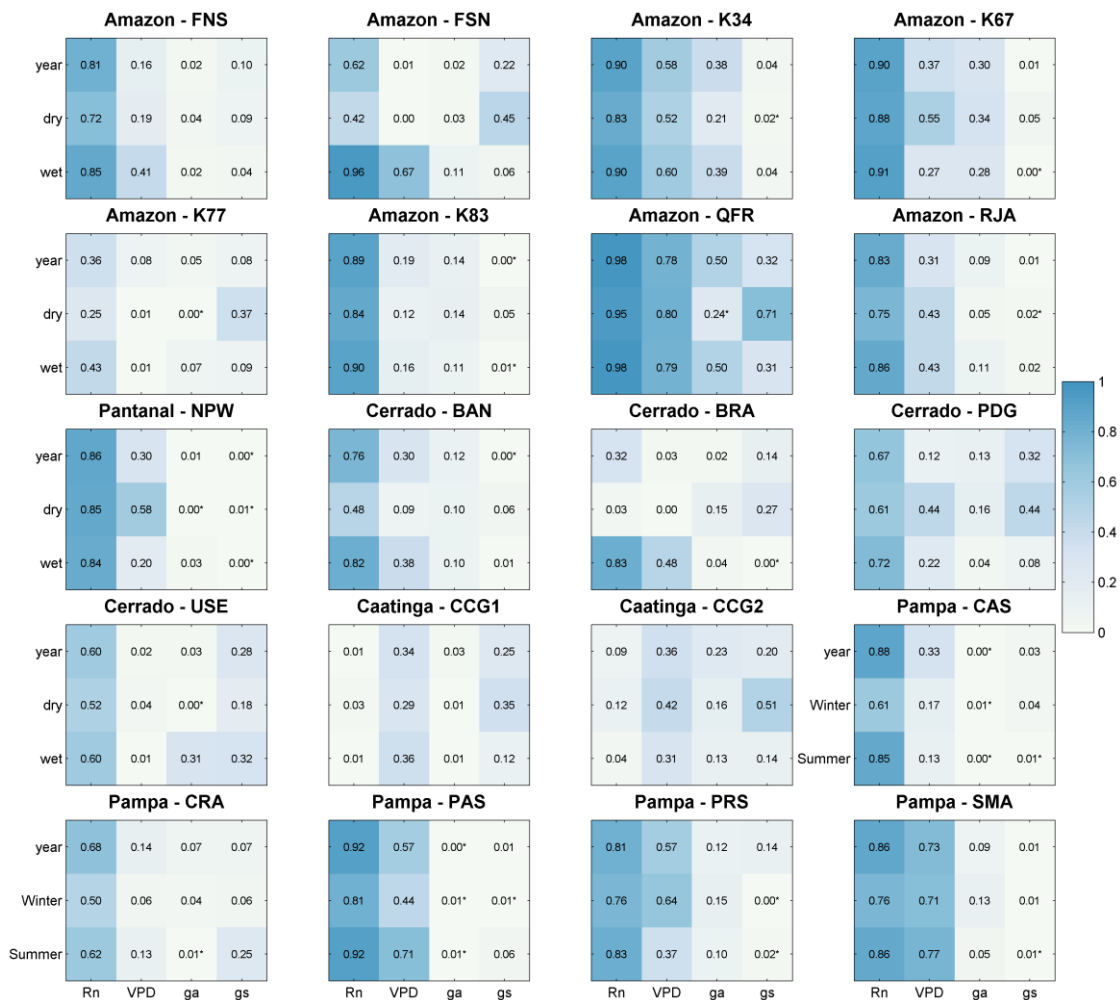 Amazon - FNS Amazon - FSN Amazon - K34 Amazon - K67
year 0.81 0.16 0.02 0.10 0.62 0.01 0.02 0.22 0.90 0.58 0.38 0.04 0.90 0.37 0.30 0.01
dry 0.72 0.19 0.04 0.09 0.42 0.00 0.03 0.45 0.83 0.52 0.21 0.02* 0.88 0.55 0.34 0.05
wet 0.85 0.41 0.02 0.04 0.96 0.67 0.11 0.06 0.90 0.60 0.39 0.04 0.91 0.27 0.28 0.00*
Amazon - K77 Amazon - K83 Amazon - QFR Amazon - RJA
year 0.36 0.08 0.05 0.08 0.89 0.19 0.14 0.00* 0.98 0.78 0.50 0.32 0.83 0.31 0.09 0.01
dry 0.25 0.01 0.00* 0.37 0.84 0.12 0.14 0.05 0.95 0.80 0.24* 0.71 0.75 0.43 0.05 0.02*
wet 0.43 0.01 0.07 0.09 0.90 0.16 0.11 0.01* 0.98 0.79 0.50 0.31 0.86 0.43 0.11 0.02
Pantanal - NPW Cerrado - BAN Cerrado - BRA Cerrado - PDG
year 0.86 0.30 0.01 0.00* 0.76 0.30 0.12 0.00* 0.32 0.03 0.02 0.14 0.67 0.12 0.13 0.32
dry 0.85 0.58 0.00* 0.01* 0.48 0.09 0.10 0.06 0.03 0.00 0.15 0.27 0.61 0.44 0.16 0.44
wet 0.84 0.20 0.03 0.00* 0.82 0.38 0.10 0.01 0.83 0.48 0.04 0.00* 0.72 0.22 0.04 0.08
1
0.8
0.6
0.4
0.2
0
Cerrado - USE Caatinga - CCG1 Caatinga - CCG2 Pampa - CAS
year 0.60 0.02 0.03 0.28 0.01 0.34 0.03 0.25 0.09 0.36 0.23 0.20 year 0.88 0.33 0.00* 0.03
dry 0.52 0.04 0.00* 0.18 0.03 0.29 0.01 0.35 0.12 0.42 0.16 0.51 Winter 0.61 0.17 0.01* 0.04
wet 0.60 0.01 0.31 0.32 0.01 0.36 0.01 0.12 0.04 0.31 0.13 0.14 Summer 0.85 0.13 0.00* 0.01*
Pampa - CRA Pampa - PAS Pampa - PRS Pampa - SMA
year 0.68 0.14 0.07 0.07 0.92 0.57 0.00* 0.01 0.81 0.57 0.12 0.14 0.86 0.73 0.09 0.01
Winter 0.50 0.06 0.04 0.06 0.81 0.44 0.01* 0.01* 0.76 0.64 0.15 0.00* 0.76 0.71 0.13 0.01
Summer 0.62 0.13 0.01* 0.25 0.92 0.71 0.01* 0.06 0.83 0.37 0.10 0.02* 0.86 0.77 0.05 0.01*
Rn VPD ga gs Rn VPD ga gs Rn VPD ga gs Rn VPD ga gs